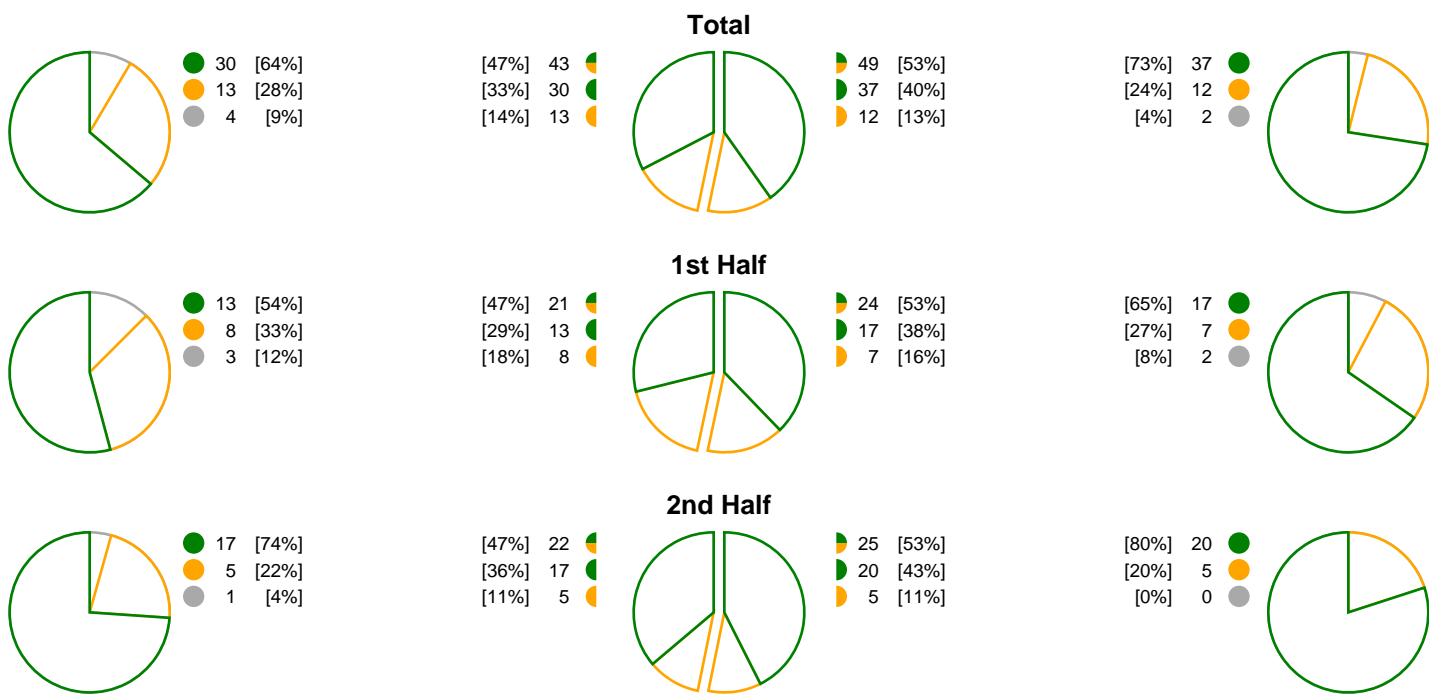 Total
30 [64%] [47%] 43 49 [53%] [73%] 37
13 [28%] [33%] 30 37 [40%] [24%] 12
4 [9%] [14%] 13 12 [13%] [4%] 2
1st Half
13 [54%] [47%] 21 24 [53%] [65%] 17
8 [33%] [29%] 13 17 [38%] [27%] 7
3 [12%] [18%] 8 7 [16%] [8%] 2
2nd Half
17 [74%] [47%] 22 25 [53%] [80%] 20
5 [22%] [36%] 17 20 [43%] [20%] 5
1 [4%] [11%] 5 5 [11%] [0%] 0